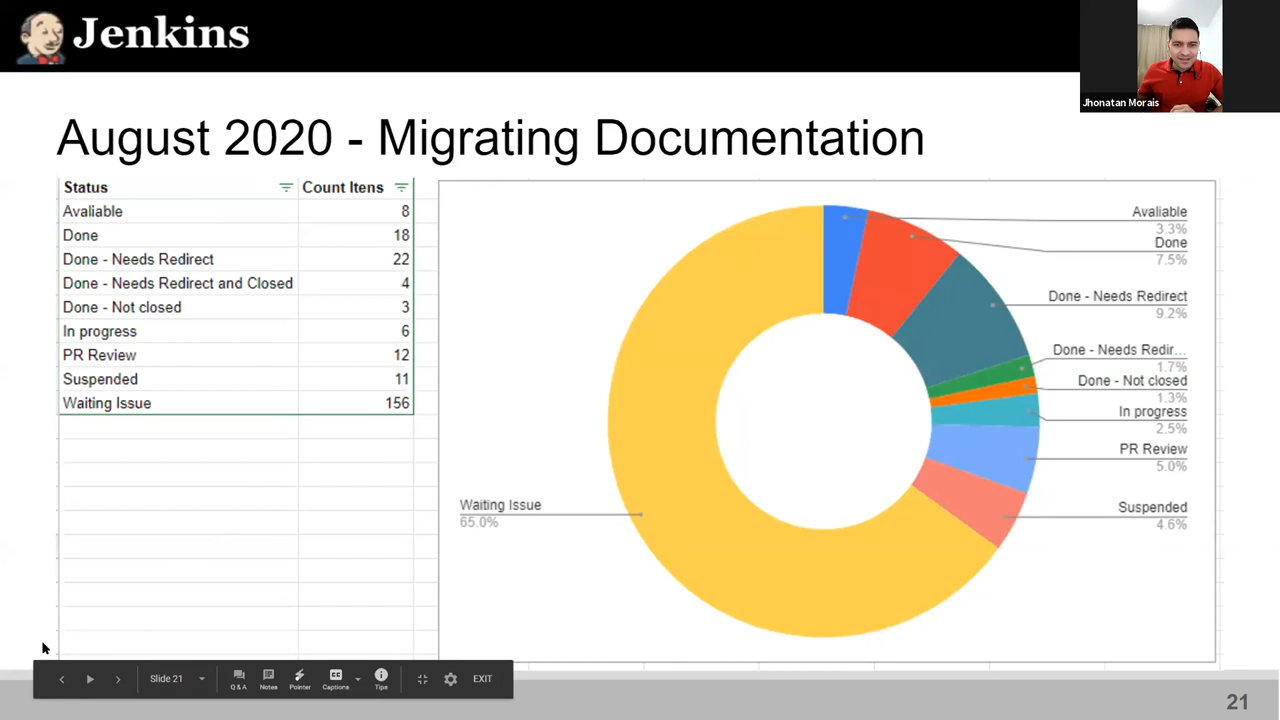 Jenkins
Jhonatan Morais
August 2020 - Migrating Documentation
Status Count Itens
Avaliable 8
Done 18
Done - Needs Redirect 22
Done - Needs Redirect and Closed 4
Done - Not closed 3
In progress 6
PR Review 12
Suspended 11
Waiting Issue 156
Avaliable
3.3%
Done
7.5%
Done - Needs Redirect
9.2%
Done - Needs Redir...
1.7%
Done - Not closed
1.3%
In progress
2.5%
PR Review
5.0%
Suspended
4.6%
Waiting Issue
65.0%
Slide 21
Q & A
Notes
Pointer
CC
Captions
Tips
EXIT
21